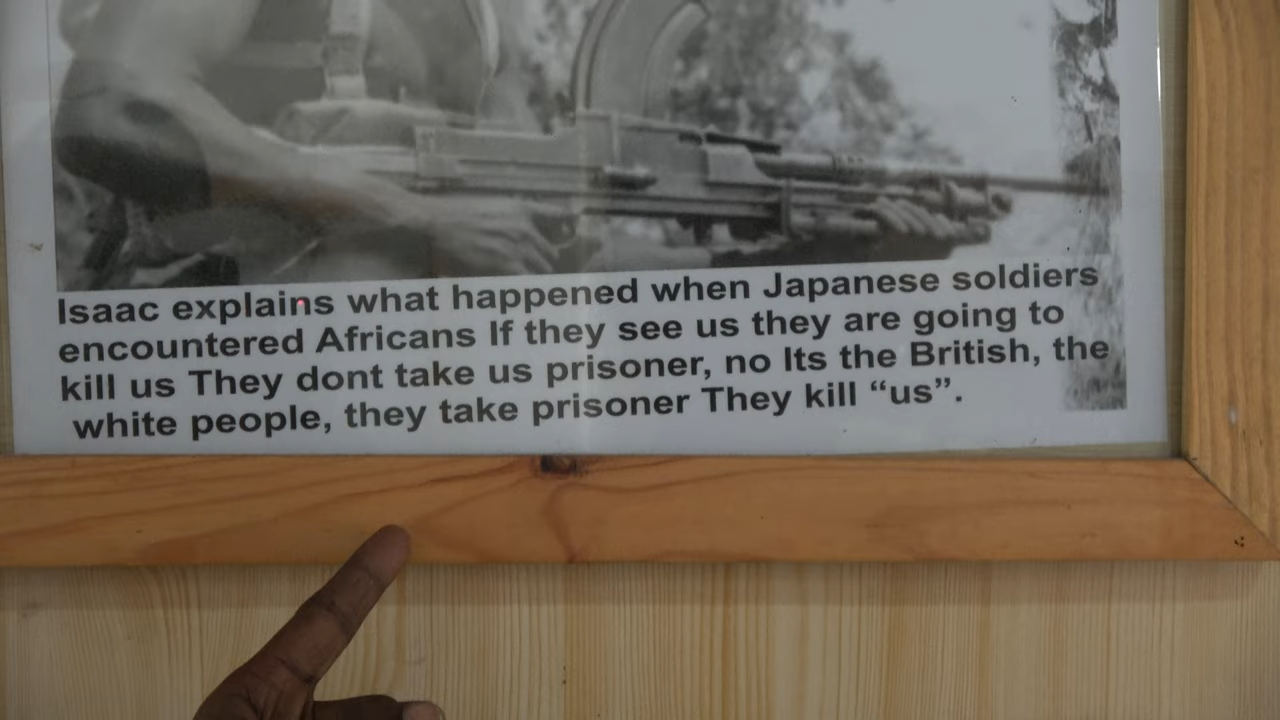 Isaac explains what happened when Japanese soldiers
encountered Africans If they see us they are going to
kill us They dont take us prisoner, no Its the British, the
white people, they take prisoner They kill “us”.